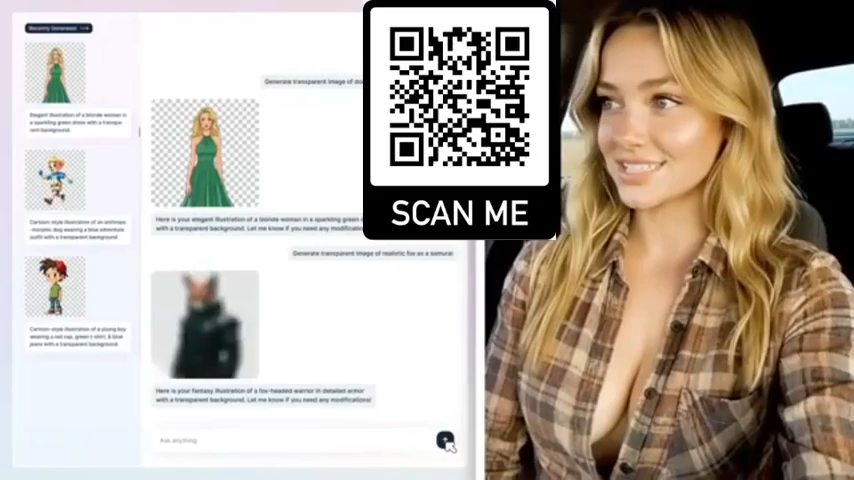 Recently Generated
Elegant illustration of a blonde woman in
a sparkling green dress with a transpa-
rent background.
Cartoon-style illustration of an anthropo
-morphic dog wearing a blue adventure
outfit with a transparent background.
Cartoon-style illustration of a young boy
wearing a red cap, green t-shirt, & blue
jeans with a transparent background.
Generate transparent image of
Here is your elegant illustration of a blonde woman in a sparkling green
with a transparent background. Let me know if you need any
Generate transparent image of realistic fox as a samurai
Here is your fantasy illustration of a fox-headed warrior in detailed armor
with a transparent background. Let me know if you need any modifications!
Ask anything
SCAN ME